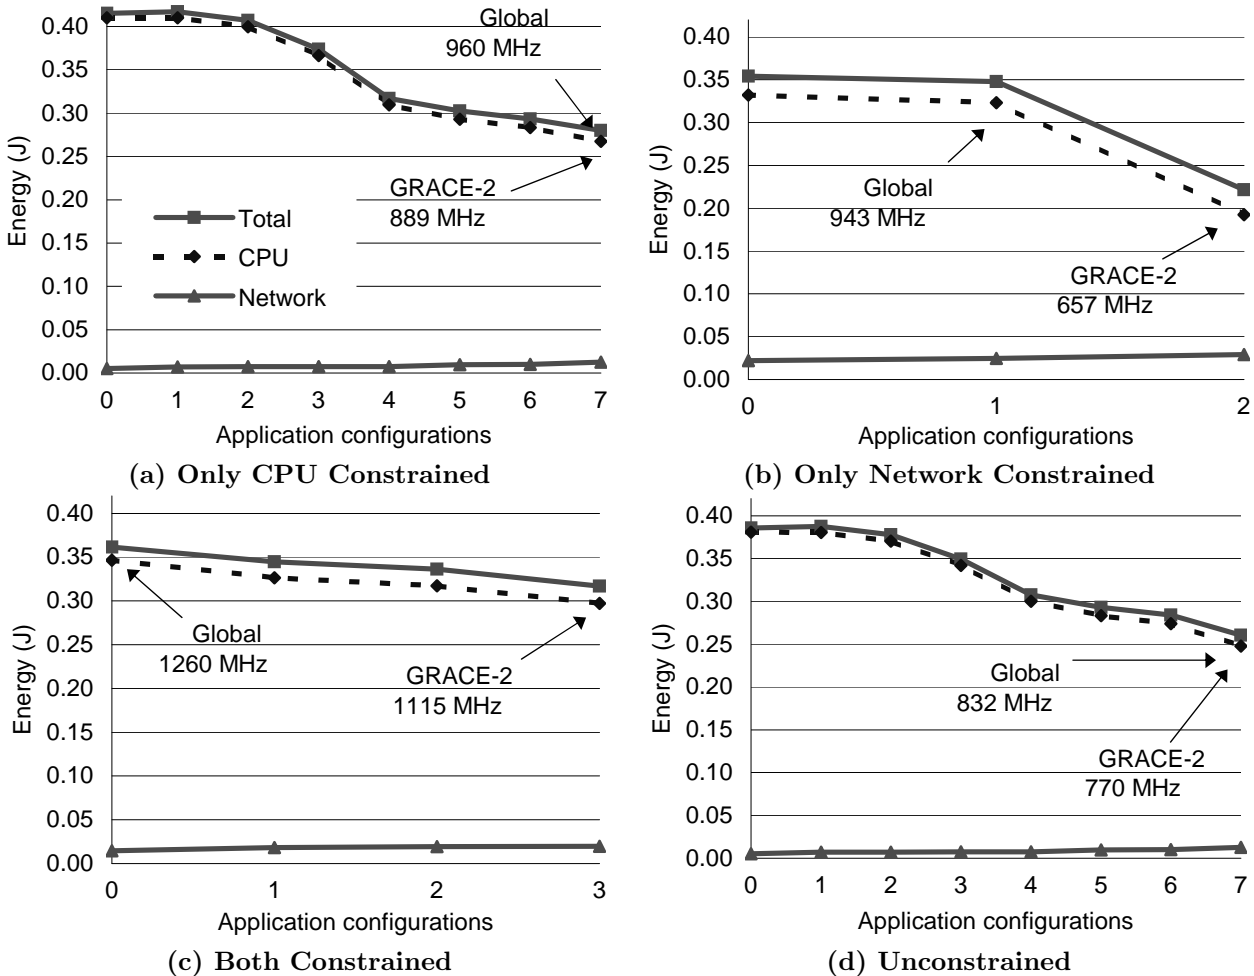 Energy (J)
0.40
0.35
0.30
0.25
0.20
0.15
0.10
0.05
0.00
Global
960 MHz
GRACE-2
889 MHz
Total
CPU
Network
0 1 2 3 4 5 6 7
Application configurations
(a) Only CPU Constrained
Energy (J)
0.40
0.35
0.30
0.25
0.20
0.15
0.10
0.05
0.00
Global
943 MHz
GRACE-2
657 MHz
0 1 2
Application configurations
(b) Only Network Constrained
Energy (J)
0.40
0.35
0.30
0.25
0.20
0.15
0.10
0.05
0.00
Global
1260 MHz
GRACE-2
1115 MHz
0 1 2 3
Application configurations
(c) Both Constrained
Energy (J)
0.40
0.35
0.30
0.25
0.20
0.15
0.10
0.05
0.00
Global
832 MHz
GRACE-2
770 MHz
0 1 2 3 4 5 6 7
Application configurations
(d) Unconstrained